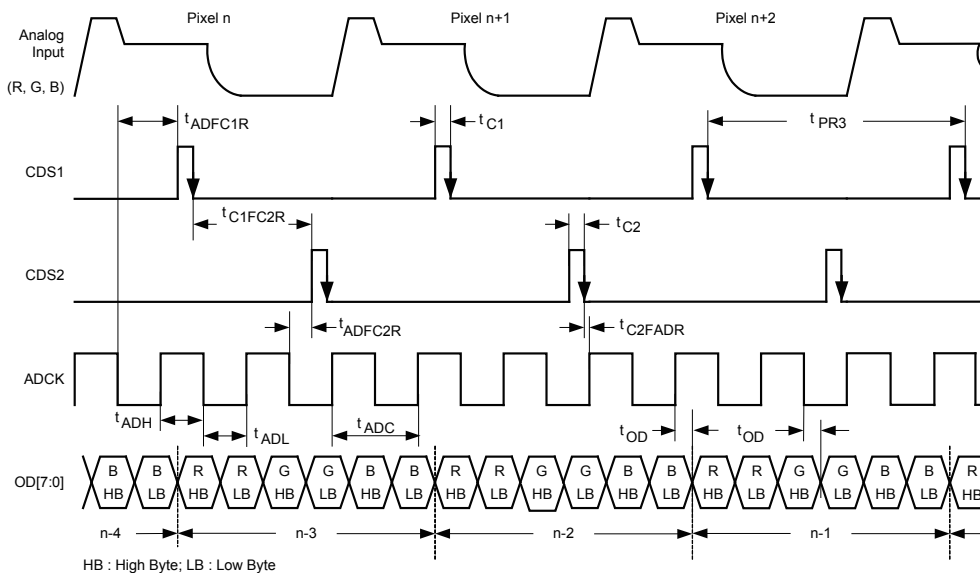 Pixel n Pixel n+1 Pixel n+2
Analog
Input
(R, G, B)
tADFC1R tC1 tPR3
CDS1
tC1FC2R tC2
CDS2
tADFC2R tC2FADR
ADCK
tADH tADL tADC tOD tOD
OD[7:0]
B B R R G G B B R R G G B B R R G G B B R
HB LB HB LB HB LB HB LB HB LB HB LB HB LB HB LB HB LB HB LB HB
n-4 n-3 n-2 n-1
HB : High Byte; LB : Low Byte